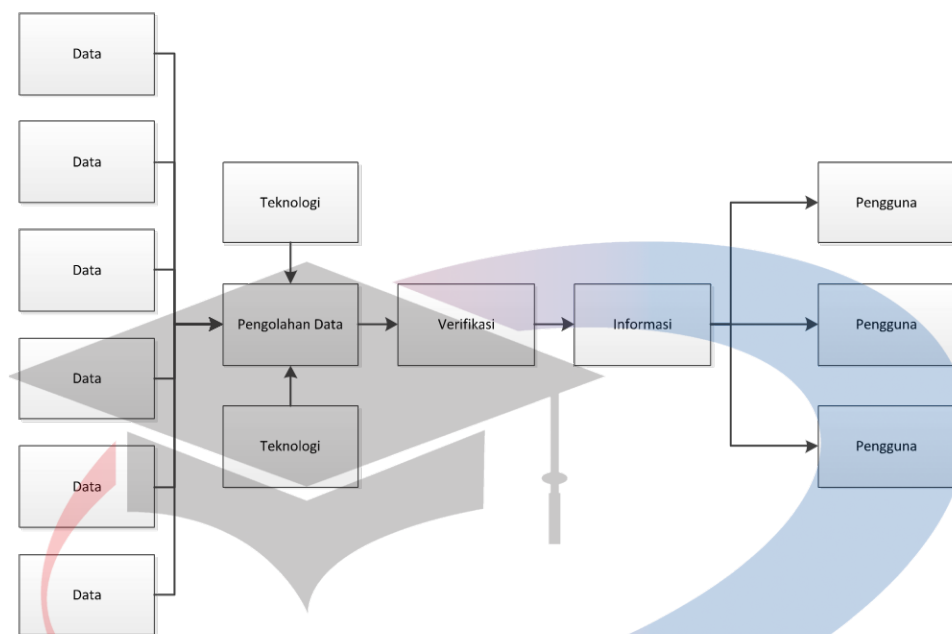 Data
Data
Data
Data
Data
Data
Teknologi
Pengolahan Data
Teknologi
Verifikasi
Informasi
Pengguna
Pengguna
Pengguna